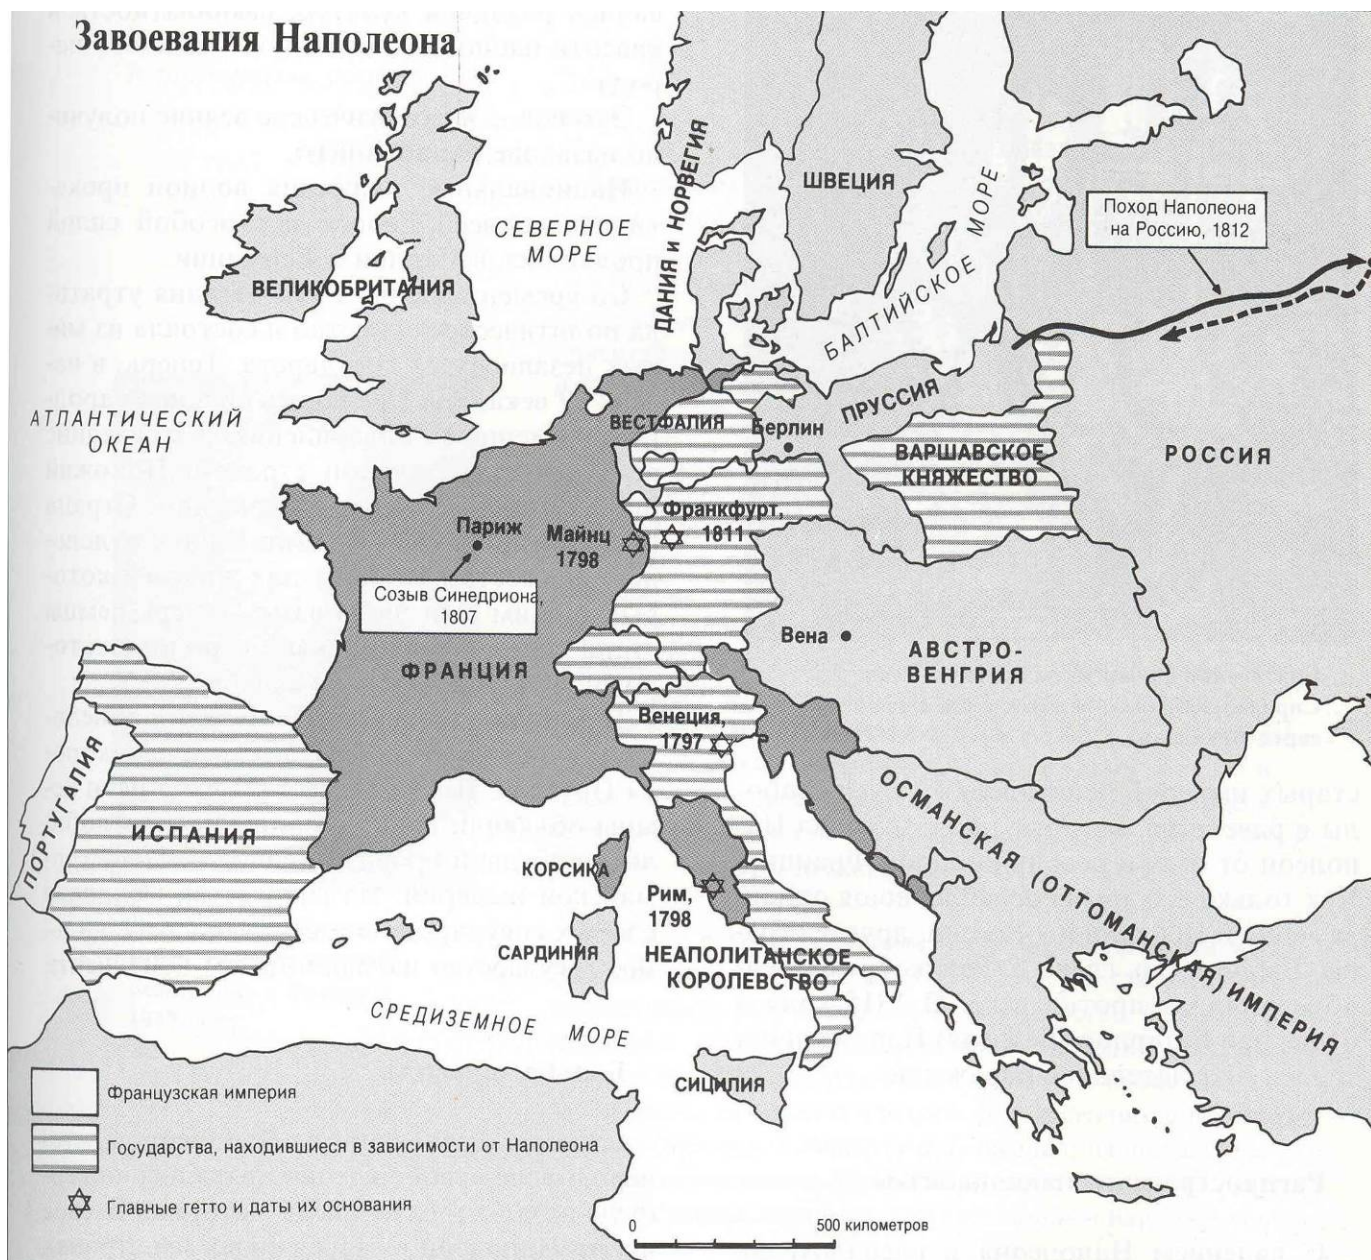 Завоевания Наполеона
ШВЕЦИЯ
ДАНИЯ и НОРВЕГИЯ
СЕВЕРНОЕ
МОРЕ
БАЛТИЙСКОЕ МОРЕ
Поход Наполеона
на Россию, 1812
ВЕЛИКОБРИТАНИЯ
АТЛАНТИЧЕСКИЙ
ОКЕАН
ВЕСТФАЛИЯ
Берлин
ПРУССИЯ
ВАРШАВСКОЕ
КНЯЖЕСТВО
РОССИЯ
Париж
Майнц
1798
Франкфурт,
1811
Созыв Синедриона,
1807
Вена
АВСТРО-
ВЕНГРИЯ
ФРАНЦИЯ
Венеция,
1797
ПОРТУГАЛИЯ
ИСПАНИЯ
КОРСИКА
Рим,
1798
САРДИНИЯ
НЕАПОЛИТАНСКОЕ
КОРОЛЕВСТВО
ОСМАНСКАЯ (ОТТОМАНСКАЯ) ИМПЕРИЯ
СРЕДИЗЕМНОЕ МОРЕ
СИЦИЛИЯ
Французская империя
Государства, находившиеся в зависимости от Наполеона
Главные гетто и даты их основания
0 500 километров